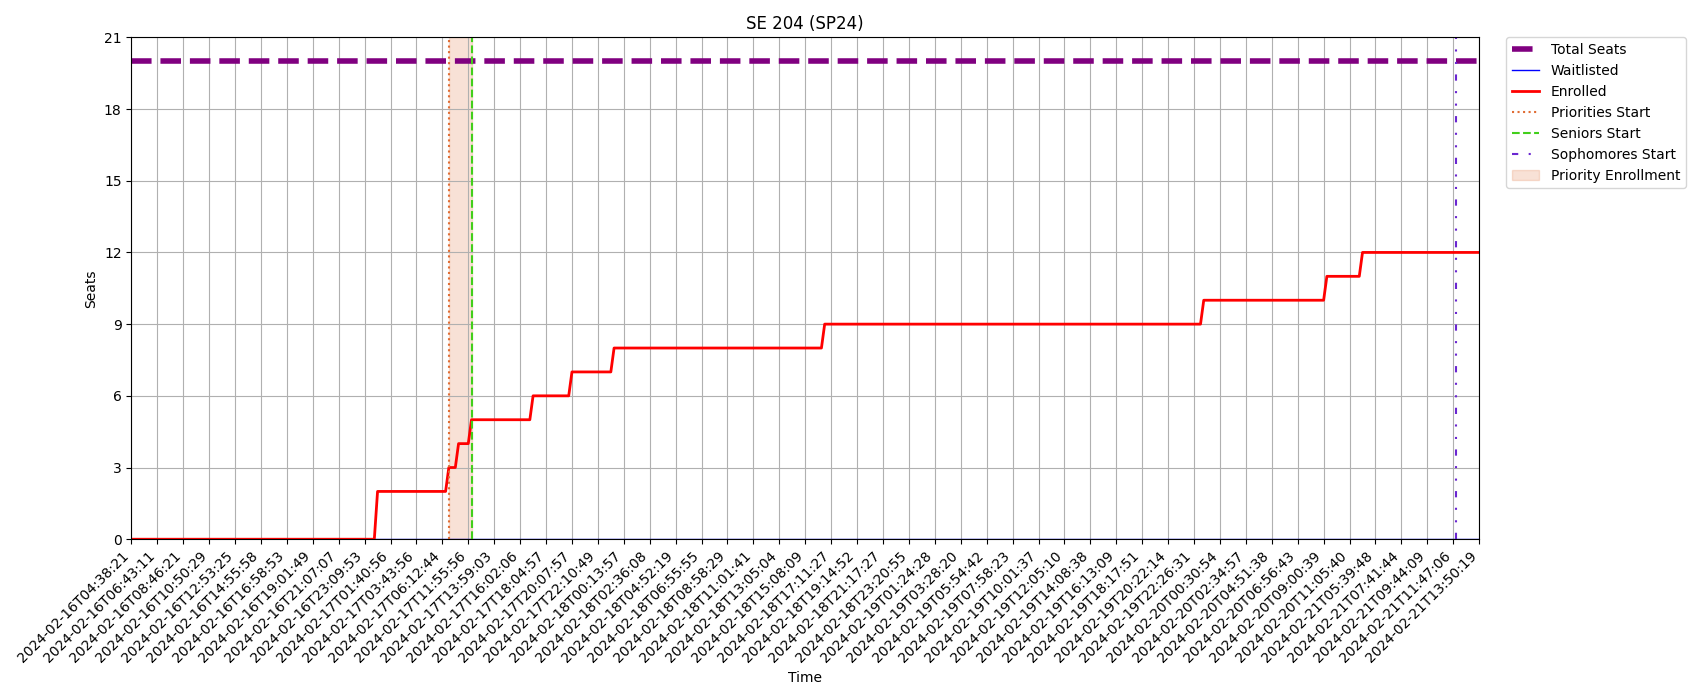 SE 204 (SP24)
21
18
15
12
9
6
3
0
Seats
2024-02-16T04:38:21
2024-02-16T06:43:11
2024-02-16T08:46:21
2024-02-16T10:50:29
2024-02-16T12:53:25
2024-02-16T14:55:58
2024-02-16T16:58:53
2024-02-16T19:01:49
2024-02-16T21:07:07
2024-02-16T23:09:53
2024-02-17T01:40:56
2024-02-17T03:43:56
2024-02-17T06:12:44
2024-02-17T11:55:56
2024-02-17T13:59:03
2024-02-17T16:02:06
2024-02-17T18:04:57
2024-02-17T20:07:57
2024-02-17T22:10:49
2024-02-18T00:13:57
2024-02-18T02:36:08
2024-02-18T04:52:19
2024-02-18T06:55:55
2024-02-18T08:58:29
2024-02-18T11:01:41
2024-02-18T13:05:04
2024-02-18T15:08:09
2024-02-18T17:11:27
2024-02-18T19:14:52
2024-02-18T21:17:27
2024-02-18T23:20:55
2024-02-19T01:24:28
2024-02-19T03:28:20
2024-02-19T05:54:42
2024-02-19T07:58:23
2024-02-19T10:01:37
2024-02-19T12:05:10
2024-02-19T14:08:38
2024-02-19T16:13:09
2024-02-19T18:17:51
2024-02-19T20:22:14
2024-02-19T22:26:31
2024-02-20T00:30:54
2024-02-20T02:34:57
2024-02-20T04:51:38
2024-02-20T06:56:43
2024-02-20T09:00:39
2024-02-20T11:05:40
2024-02-21T05:39:48
2024-02-21T07:41:44
2024-02-21T09:44:09
2024-02-21T11:47:06
2024-02-21T13:50:19
Time
Total Seats
Waitlisted
Enrolled
Priorities Start
Seniors Start
Sophomores Start
Priority Enrollment